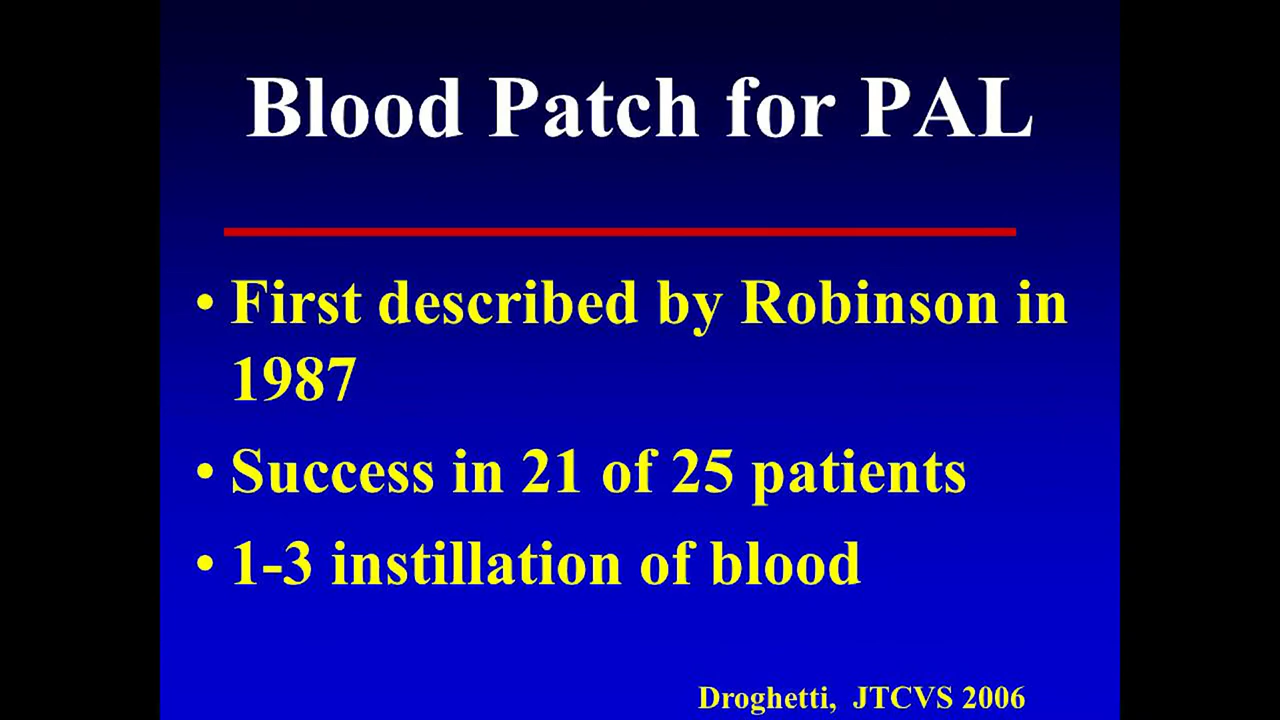 Blood Patch for PAL
• First described by Robinson in
1987
• Success in 21 of 25 patients
• 1-3 instillation of blood
Droghetti, JTCVS 2006